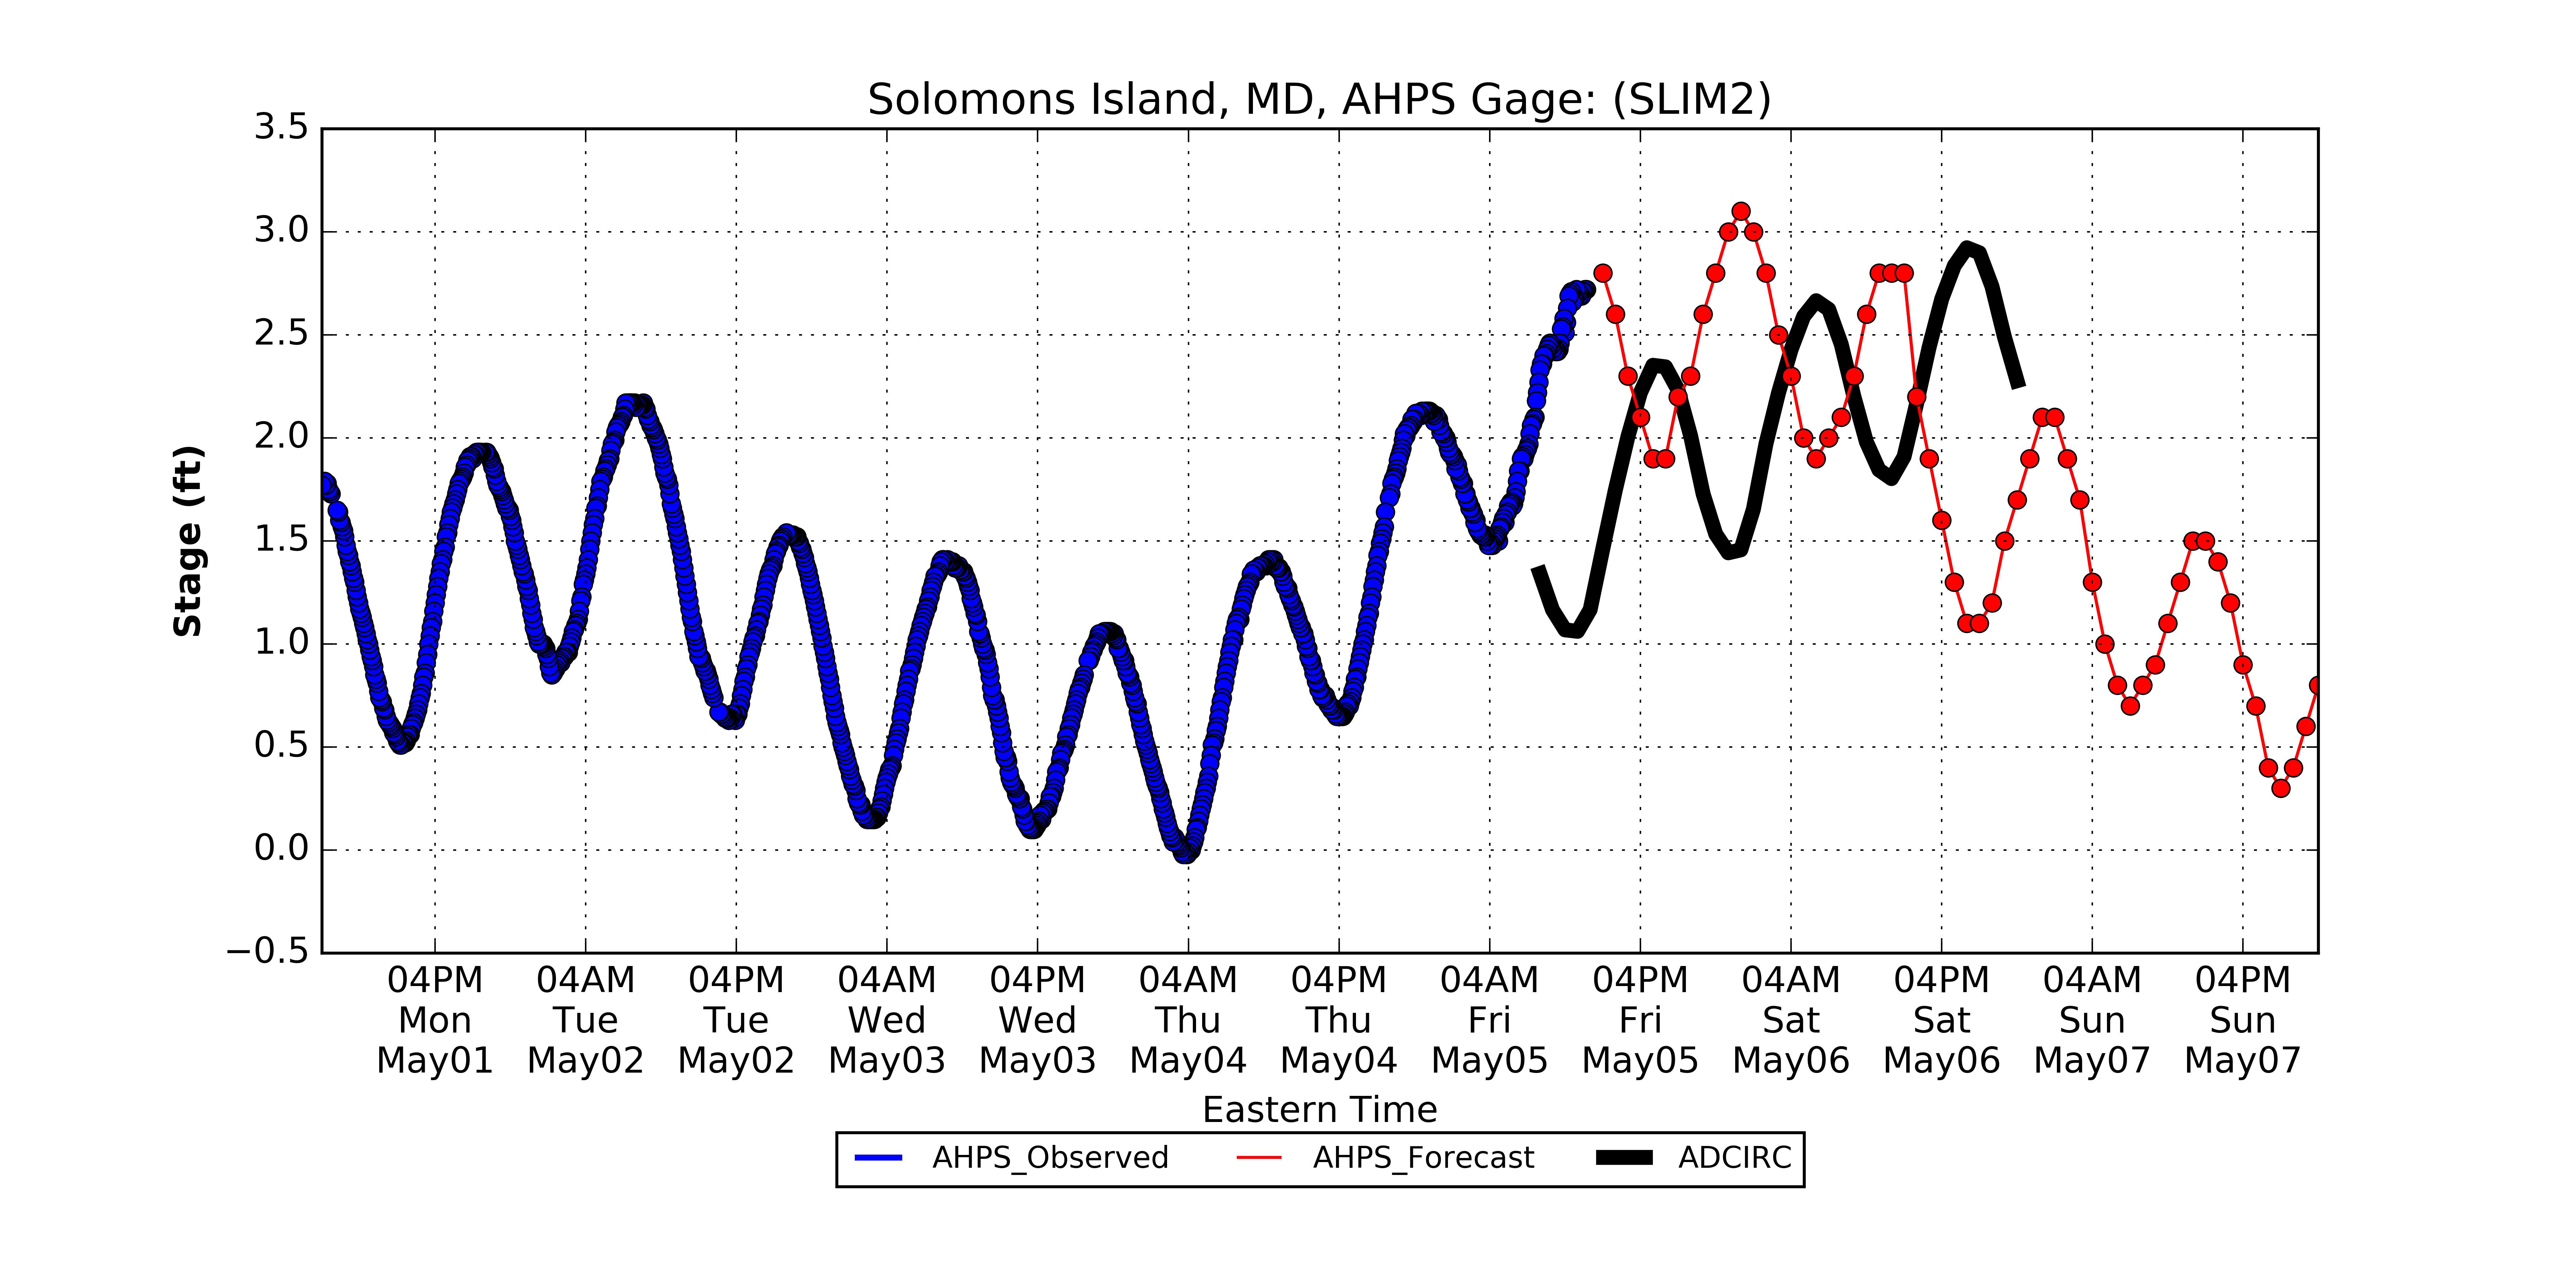 Solomons Island, MD, AHPS Gage: (SLIM2)
3.5
3.0
2.5
2.0
1.5
1.0
0.5
0.0
−0.5
Stage (ft)
04PM 04AM 04PM 04AM 04PM 04AM 04PM 04AM 04PM 04AM 04PM 04AM 04PM
Mon Tue Tue Wed Wed Thu Thu Fri Fri Sat Sat Sun Sun
May01 May02 May02 May03 May03 May04 May04 May05 May05 May06 May06 May07 May07
Eastern Time
AHPS_Observed AHPS_Forecast ADCIRC